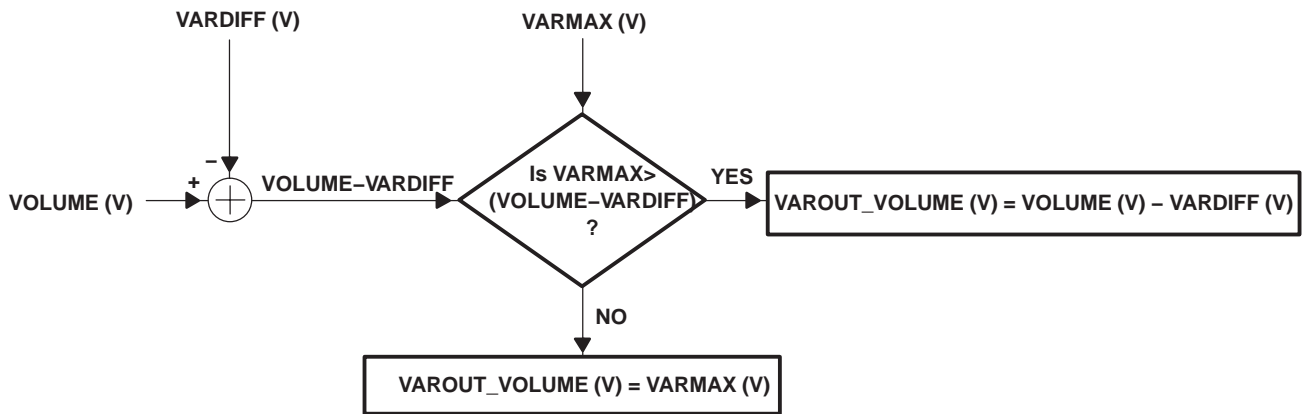 VARDIFF (V)
VARMAX (V)
–
+
VOLUME (V)
VOLUME–VARDIFF
Is VARMAX>
(VOLUME–VARDIFF)
?
YES
VAROUT_VOLUME (V) = VOLUME (V) – VARDIFF (V)
NO
VAROUT_VOLUME (V) = VARMAX (V)